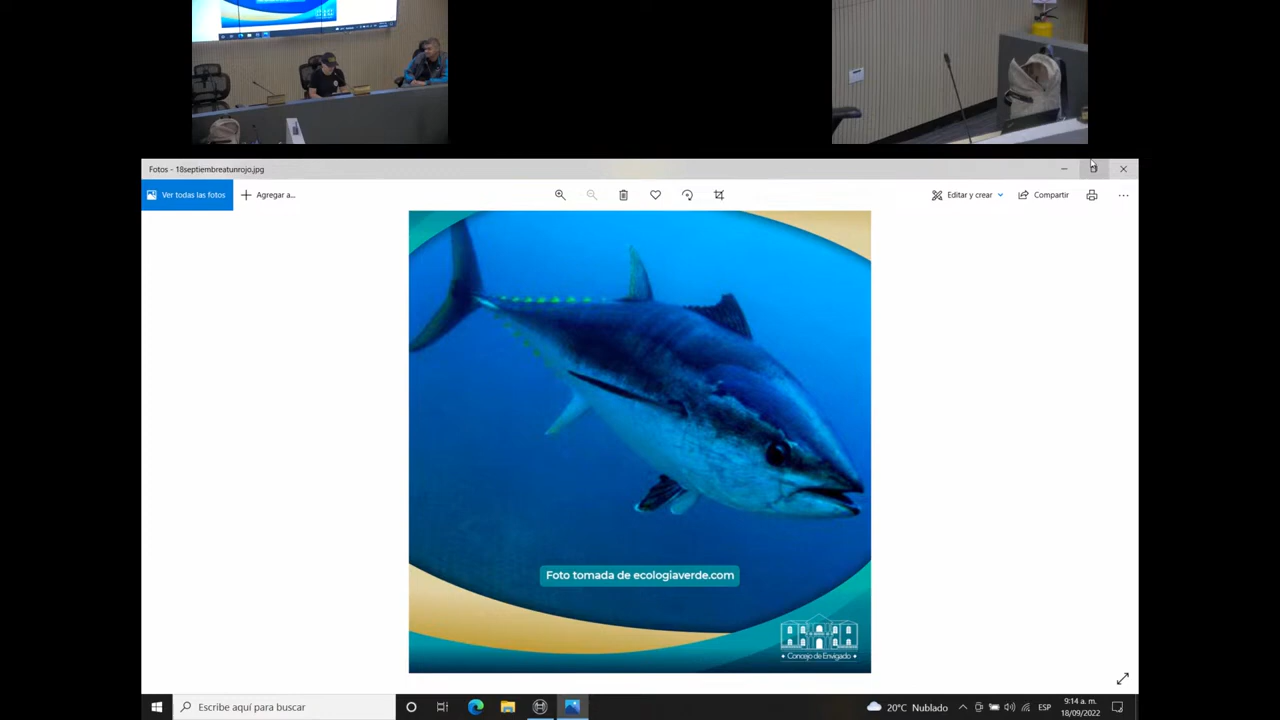 Fotos - 18septiembreatunrojo.jpg
Ver todas las fotos
Agregar a...
Editar y crear
Compartir
Foto tomada de ecologiaverde.com
• Concejo de Envigado •
Escribe aquí para buscar
20°C Nublado
ESP
9:14 a. m.
18/09/2022